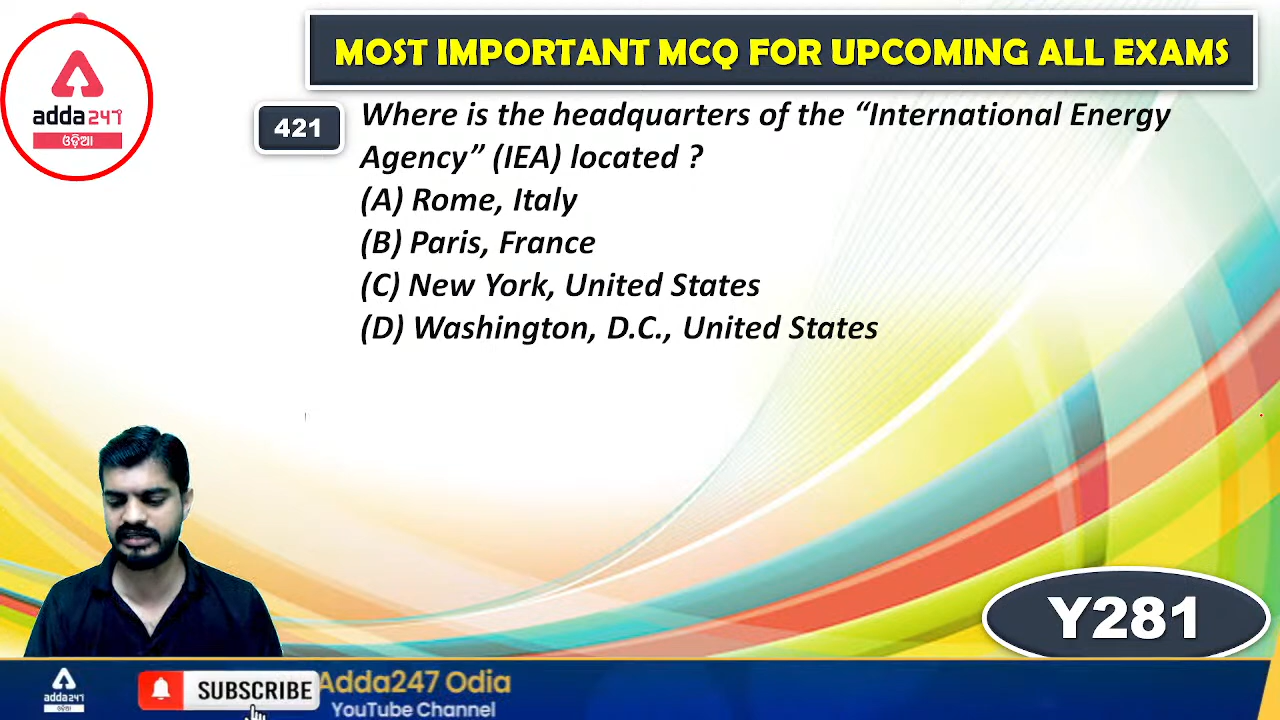 MOST IMPORTANT MCQ FOR UPCOMING ALL EXAMS
adda247
ଓଡ଼ିଆ
421
Where is the headquarters of the “International Energy
Agency” (IEA) located ?
(A) Rome, Italy
(B) Paris, France
(C) New York, United States
(D) Washington, D.C., United States
Y281
adda247
ଓଡ଼ିଆ
SUBSCRIBE
Adda247 Odia
YouTube Channel